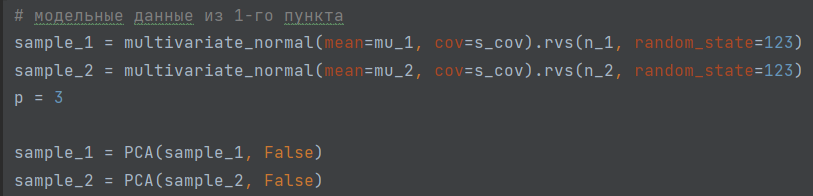 # модельные данные из 1-го пункта
sample_1 = multivariate_normal(mean=mu_1, cov=s_cov).rvs(n_1, random_state=123)
sample_2 = multivariate_normal(mean=mu_2, cov=s_cov).rvs(n_2, random_state=123)
p = 3
sample_1 = PCA(sample_1, False)
sample_2 = PCA(sample_2, False)